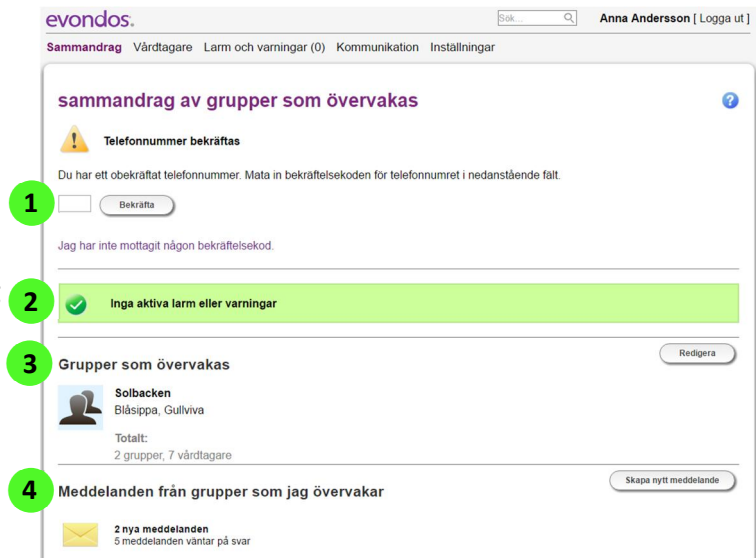 evondos.
Sök...
Anna Andersson [ Logga ut ]
Sammandrag Vårdtagare Larm och varningar (0) Kommunikation Inställningar
sammandrag av grupper som övervakas
?
Telefonnummer bekräftas
Du har ett obekräftat telefonnummer. Mata in bekräftelsekoden för telefonnumret i nedanstående fält.
1
Bekräfta
Jag har inte mottagit någon bekräftelsekod.
2
Inga aktiva larm eller varningar
3
Grupper som övervakas
Redigera
Solbacken
Blåsippa, Gullviva
Totalt:
2 grupper, 7 vårdtagare
4
Meddelanden från grupper som jag övervakar
Skapa nytt meddelande
2 nya meddelanden
5 meddelanden väntar på svar